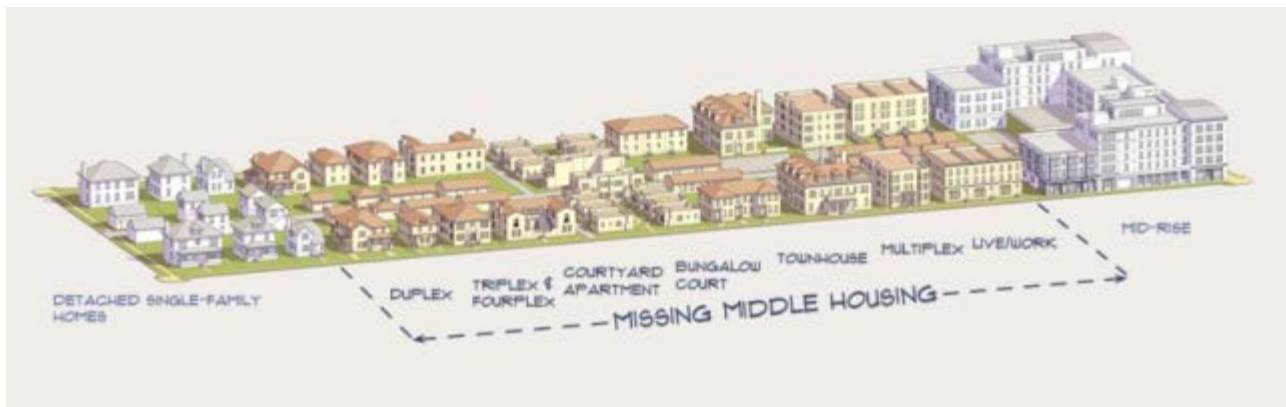 DETACHED SINGLE-FAMILY
HOMES
DUPLEX
TRIPLEX &
FOURPLEX
COURTYARD
APARTMENT
BUNGALOW
COURT
TOWNHOUSE
MULTIPLEX
LIVE/WORK
MID-RISE
MISSING MIDDLE HOUSING